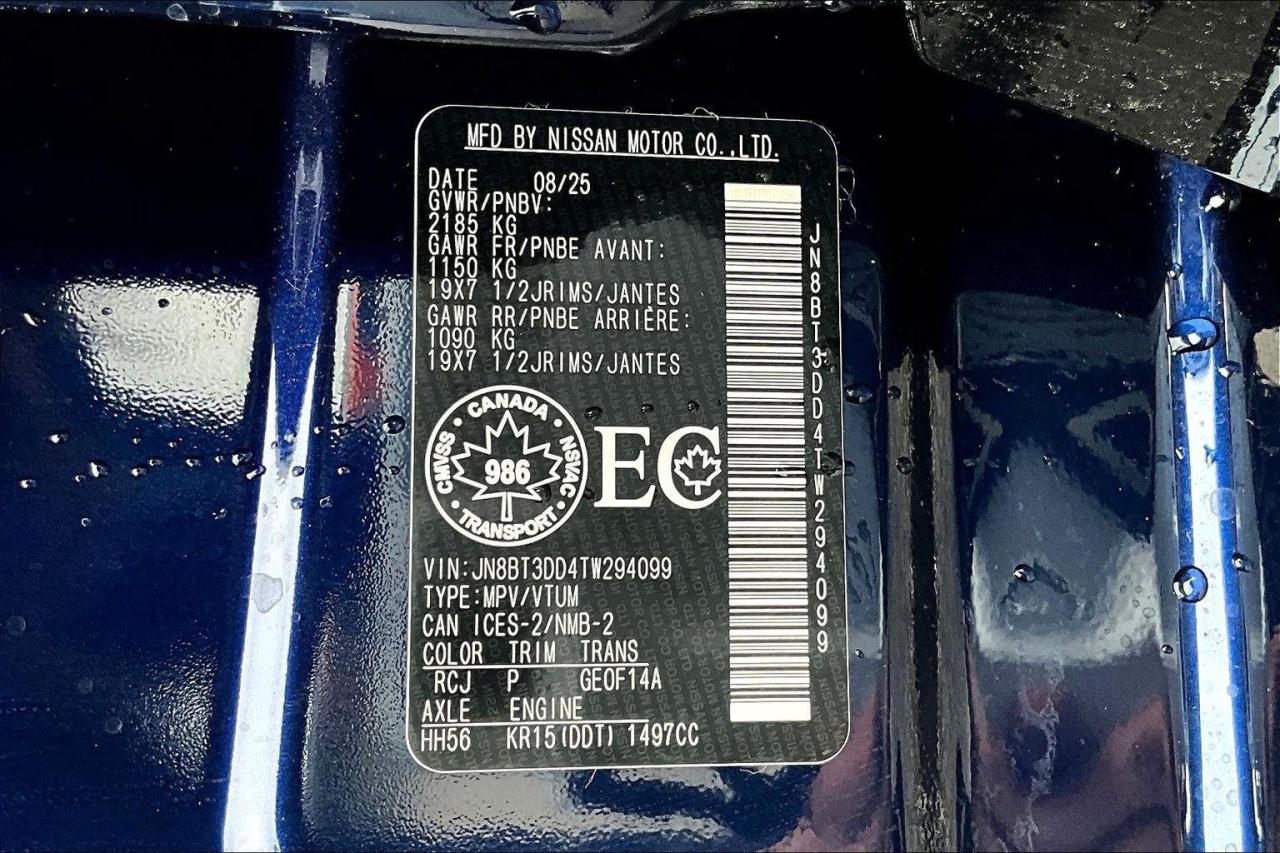 MFD BY NISSAN MOTOR CO.,LTD.
DATE 08/25
GVWR/PNBV:
2185 KG
GAWR FR/PNBE AVANT:
1150 KG
19X7 1/2JRIMS/JANTES
GAWR RR/PNBE ARRIÈRE:
1090 KG
19X7 1/2JRIMS/JANTES
CANADA
CMVSS
986
NSVAC
TRANSPORT
EC
VIN:JN8BT3DD4TW294099
TYPE:MPV/VTUM
CAN ICES-2/NMB-2
COLOR TRIM TRANS
RCJ P GE0F14A
AXLE ENGINE
HH56 KR15(DDT) 1497CC
JN8BT3DD4TW294099